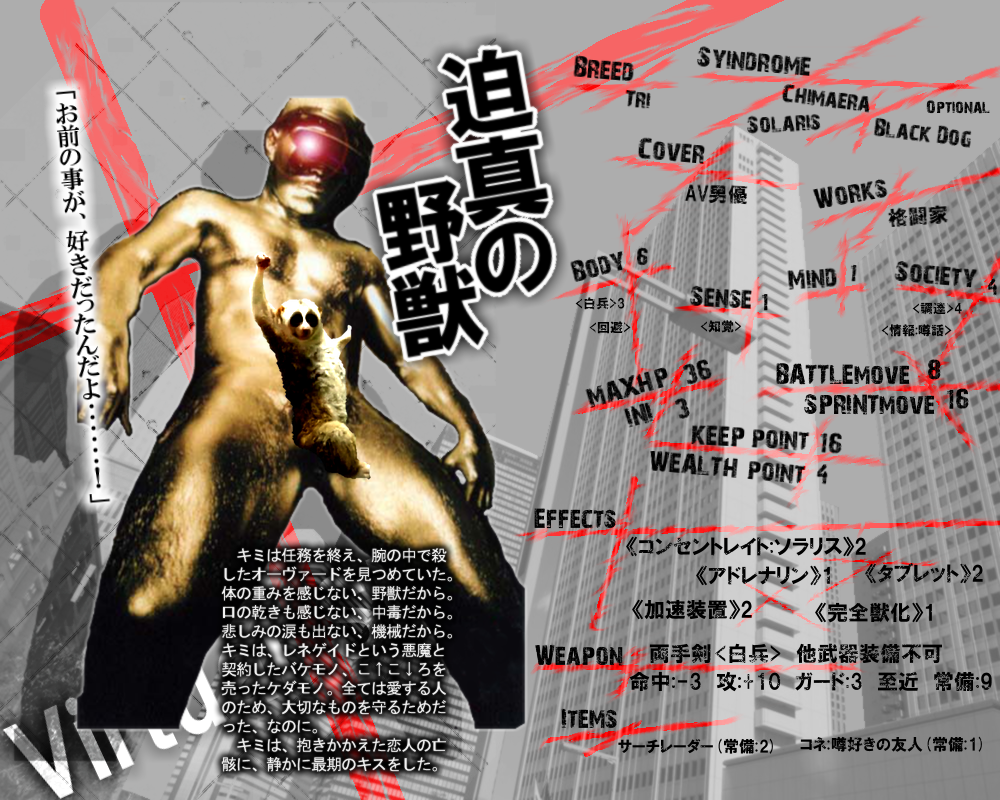 迫真の
野獣
「お前の事が、好きだったんだよ……！」
キミは任務を終え、腕の中で殺
したオーヴァードを見つめていた。
体の重みを感じない、野獣だから。
口の乾きも感じない、中毒だから。
悲しみの涙も出ない、機械だから。
キミは、レネゲイドという悪魔と
契約したバケモノ、こ↑こ↓ろを
売ったケダモノ。全ては愛する人
のため、大切なものを守るためだ
った、なのに。
キミは、抱きかかえた恋人の亡
骸に、静かに最期のキスをした。
Virtu
BREED
TRI
SYINDROME
CHIMAERA
SOLARIS
OPTIONAL
BLACK DOG
COVER
AV男優
WORKS
格闘家
BODY 6
<白兵>3
<回避>
SENSE 1
<知覚>
MIND 1
SOCIETY 4
<調達>4
<情報:噂話>
MAXHP 36
INI 3
BATTLEMOVE 8
SPRINTMOVE 16
KEEP POINT 16
WEALTH POINT 4
EFFECTS
《コンセントレイト:ソラリス》2
《アドレナリン》1 《タブレット》2
《加速装置》2 《完全獣化》1
WEAPON 両手剣<白兵> 他武器装備不可
命中:-3 攻:+10 ガード:3 至近 常備:9
ITEMS
サーチレーダー(常備:2) コネ:噂好きの友人(常備:1)